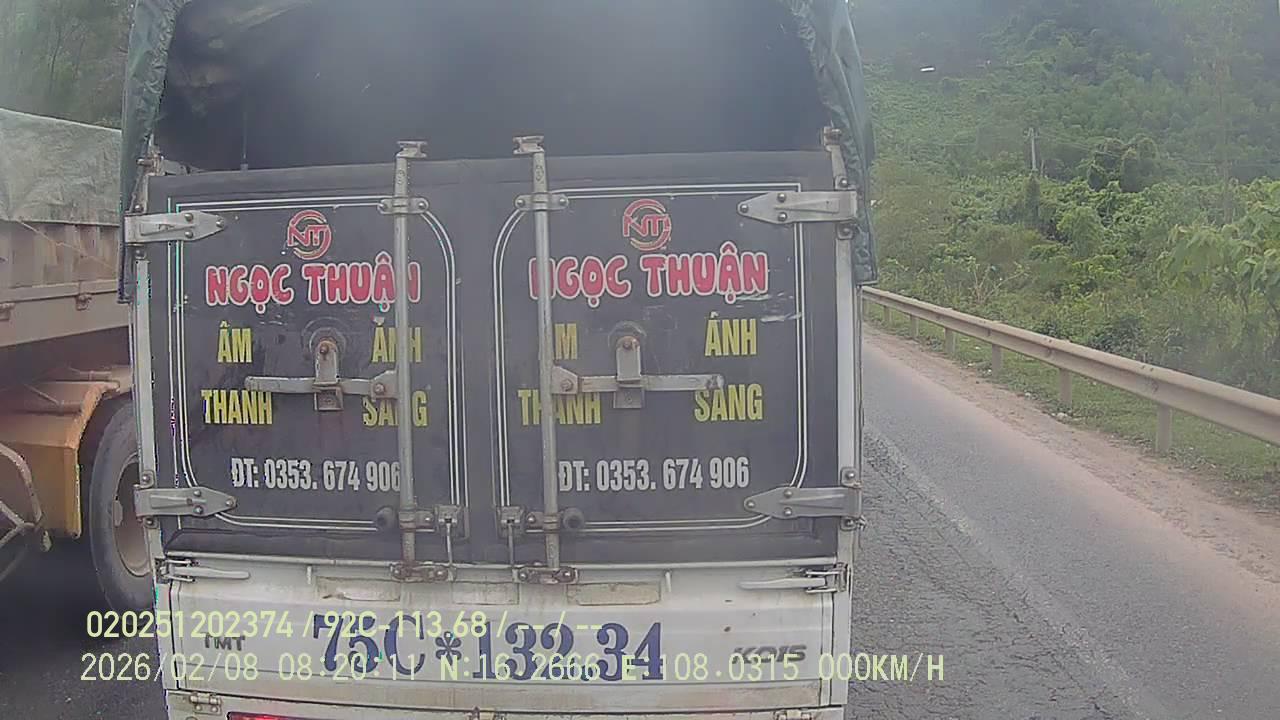 NT
NGỌC THUẬN
ÂM ÁNH
THANH SÁNG
ĐT: 0353. 674 906
NT
NGỌC THUẬN
ÂM ÁNH
THANH SÁNG
ĐT: 0353. 674 906
TMT 75C*132.34 K01S
020251202374 / 92C-113.68 / -- / --
2026/02/08 08:20:11 N:16.2666 E:108.0315 000KM/H